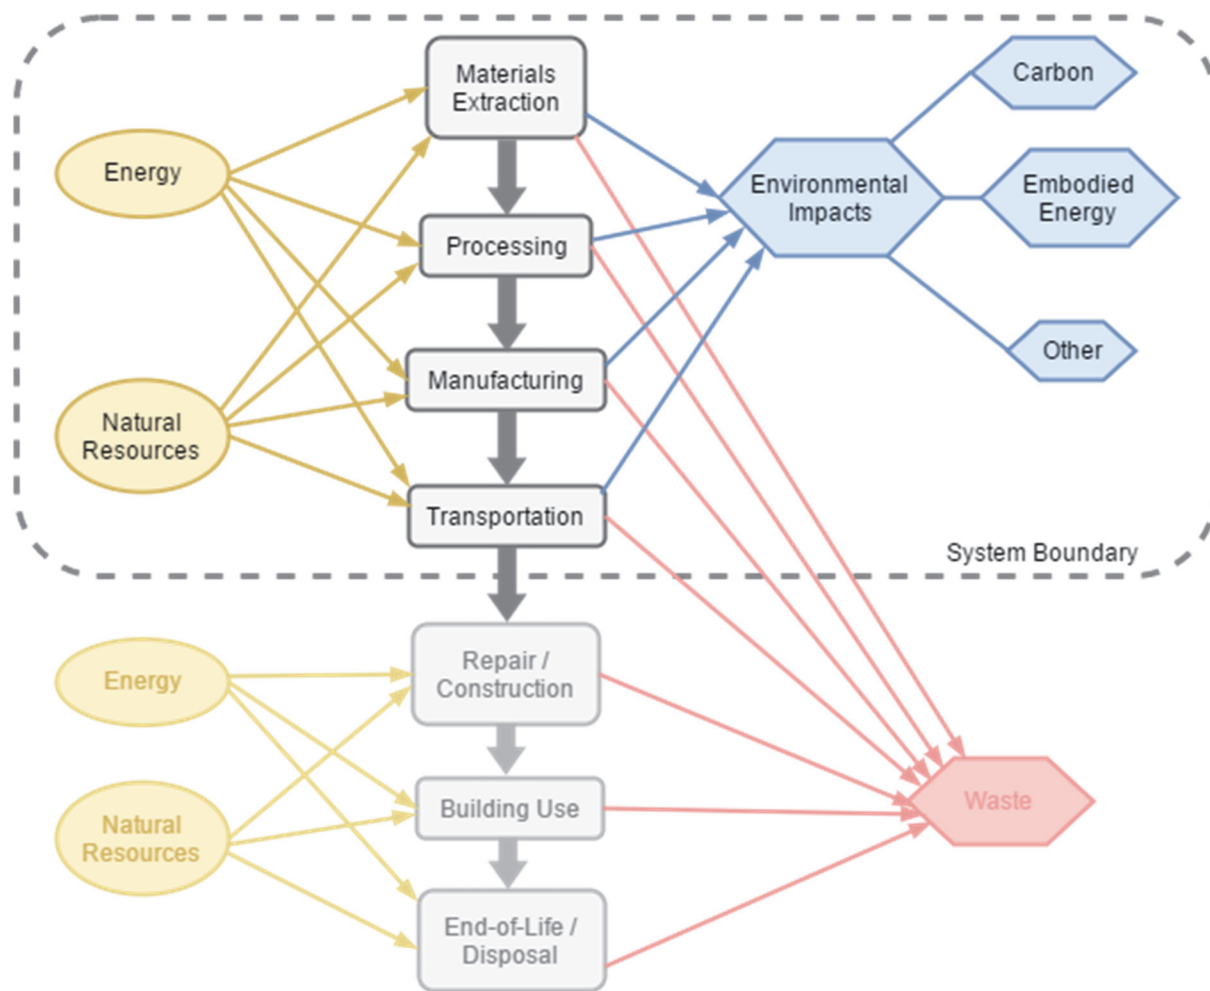 Materials
Extraction
Carbon
Energy
Environmental
Impacts
Embodied
Energy
Processing
Other
Manufacturing
Natural
Resources
Transportation
System Boundary
Repair /
Construction
Energy
Building Use
Waste
Natural
Resources
End-of-Life /
Disposal